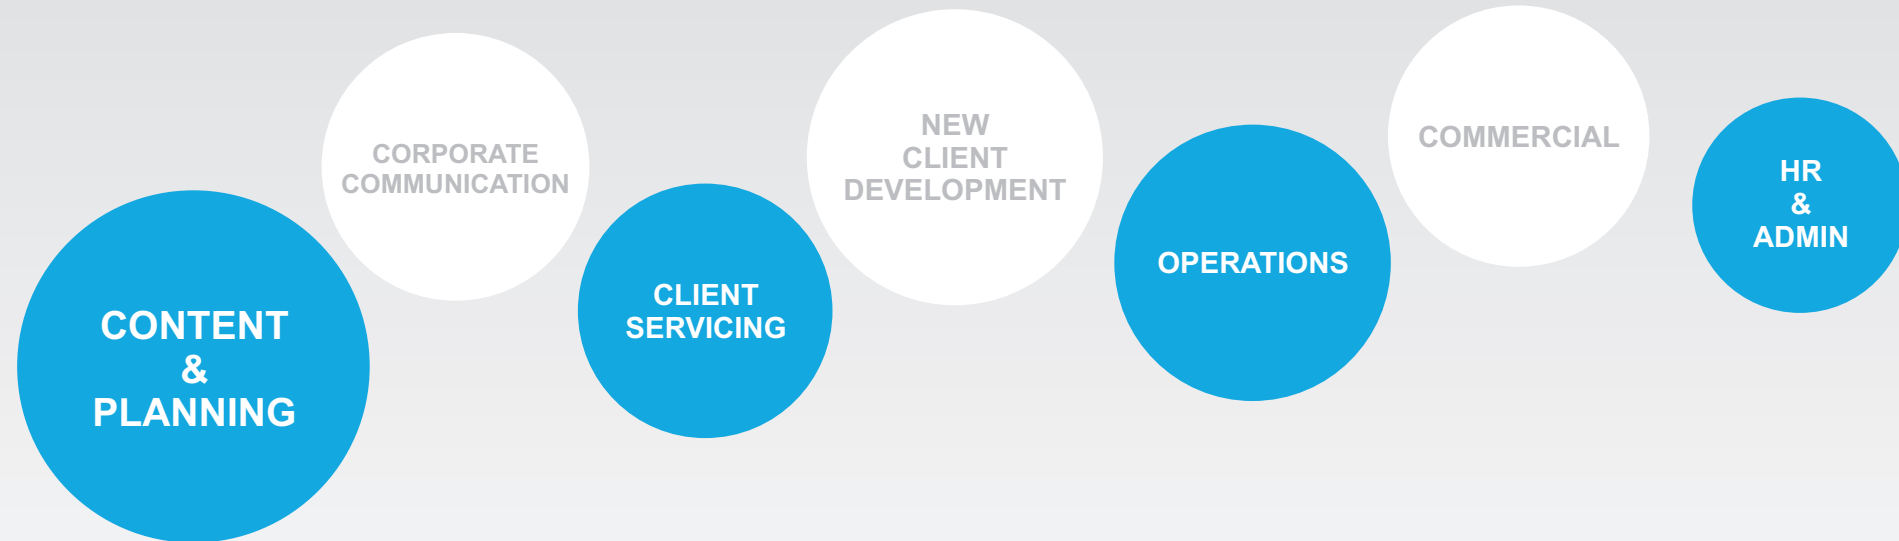 CONTENT
&
PLANNING
CORPORATE
COMMUNICATION
CLIENT
SERVICING
NEW
CLIENT
DEVELOPMENT
OPERATIONS
COMMERCIAL
HR
&
ADMIN